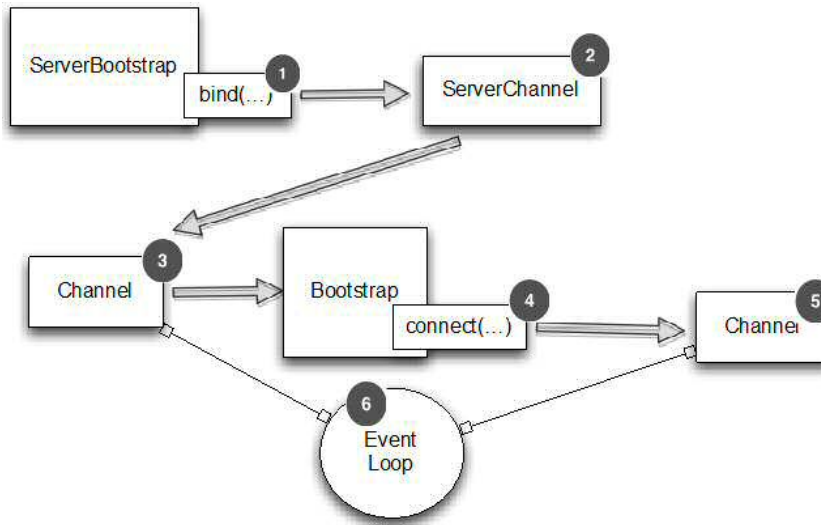 ServerBootstrap
bind(...)
1
ServerChannel
2
Channel
3
Bootstrap
connect(...)
4
Channel
5
6
Event
Loop